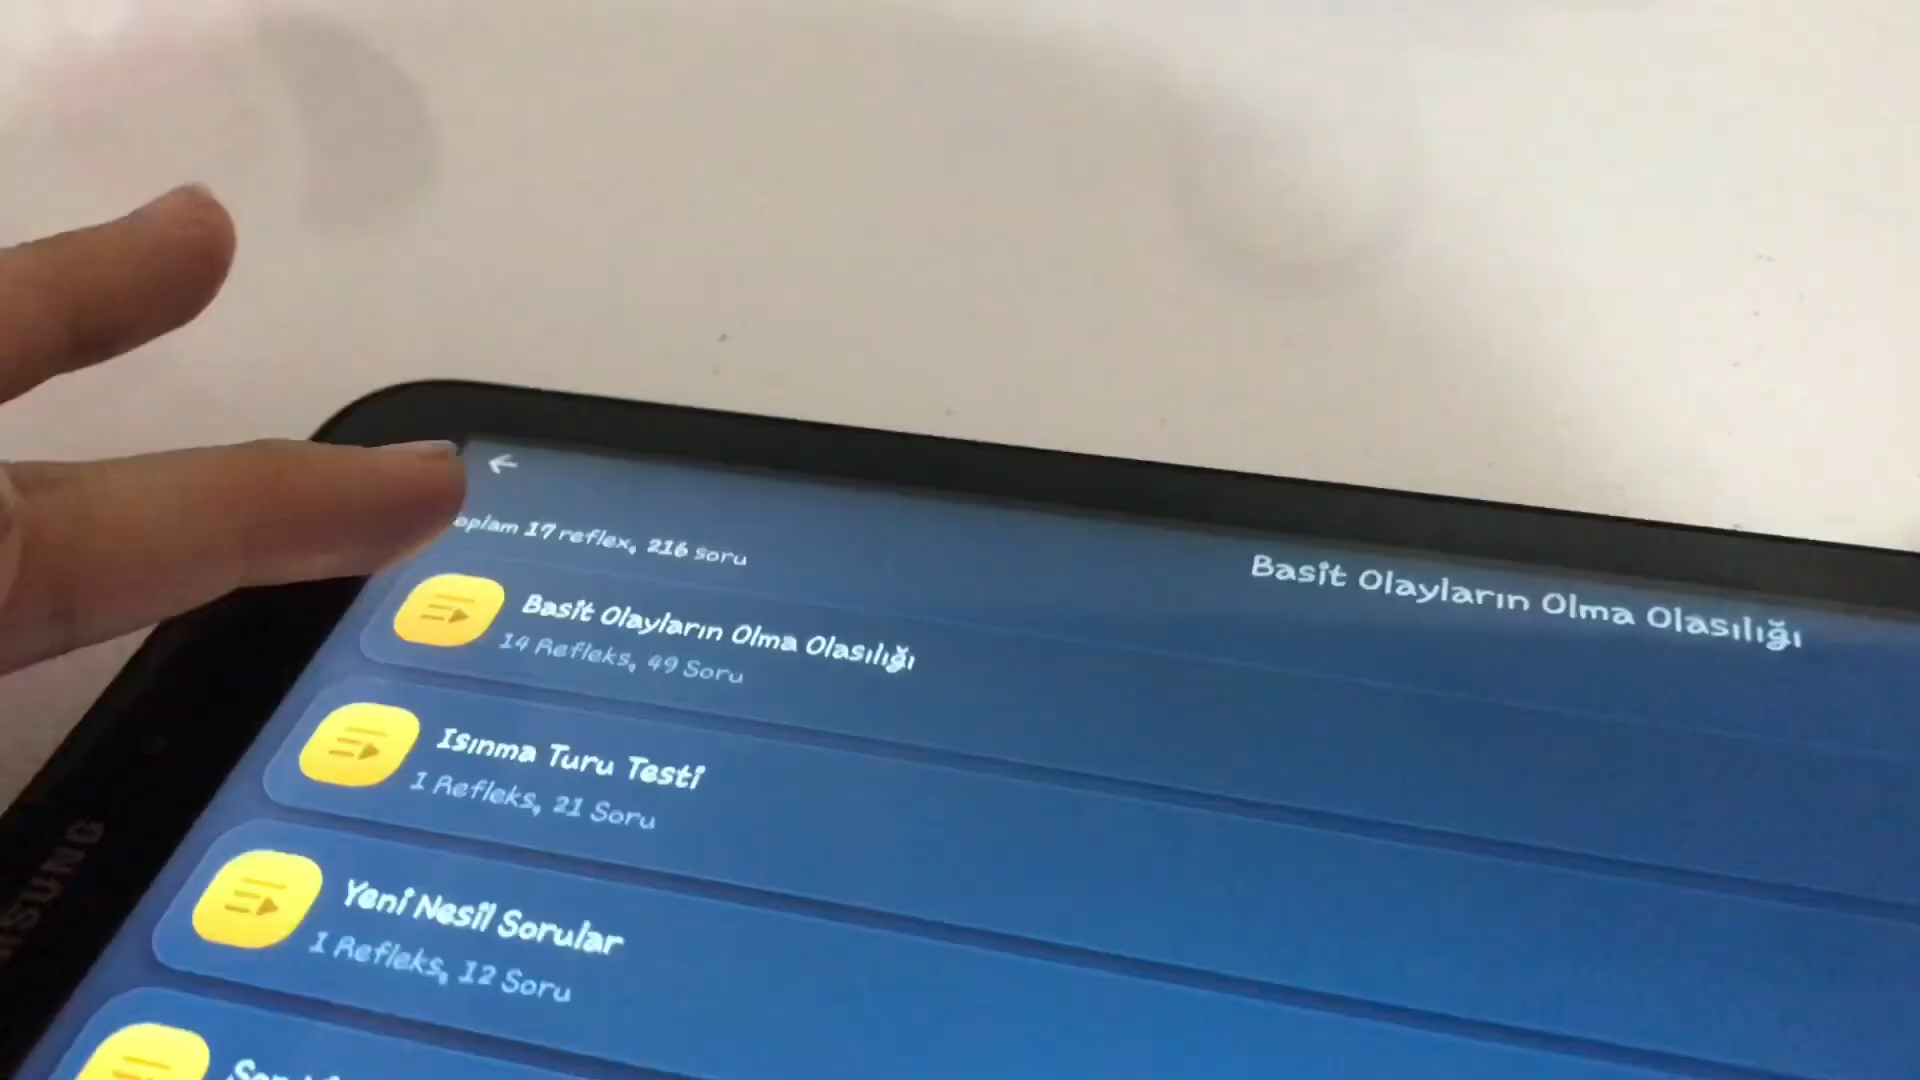 17 reflex, 216 soru
Basit Olayların Olma Olasılığı
Basit Olayların Olma Olasılığı
14 Refleks, 49 Soru
Isınma Turu Testi
1 Refleks, 21 Soru
Yeni Nesil Sorular
1 Refleks, 12 Soru